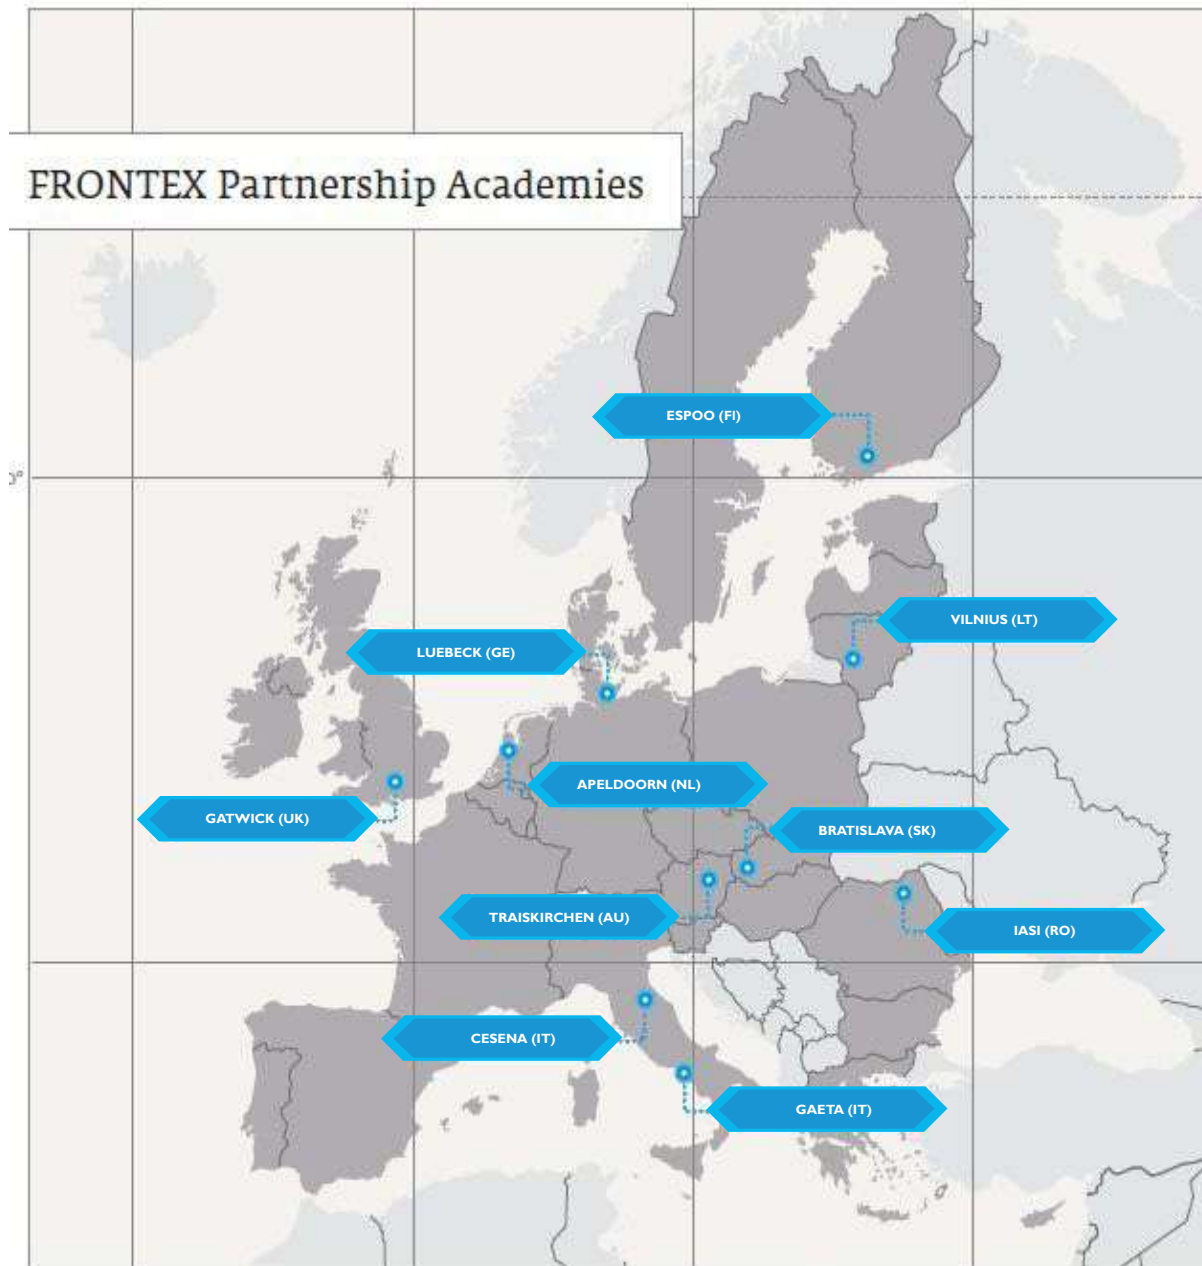 FRONTEX Partnership Academies
ESPOO (FI)
VILNIUS (LT)
LUEBECK (GE)
APELDOORN (NL)
GATWICK (UK)
BRATISLAVA (SK)
TRAISKIRCHEN (AU)
IASI (RO)
CESENA (IT)
GAETA (IT)